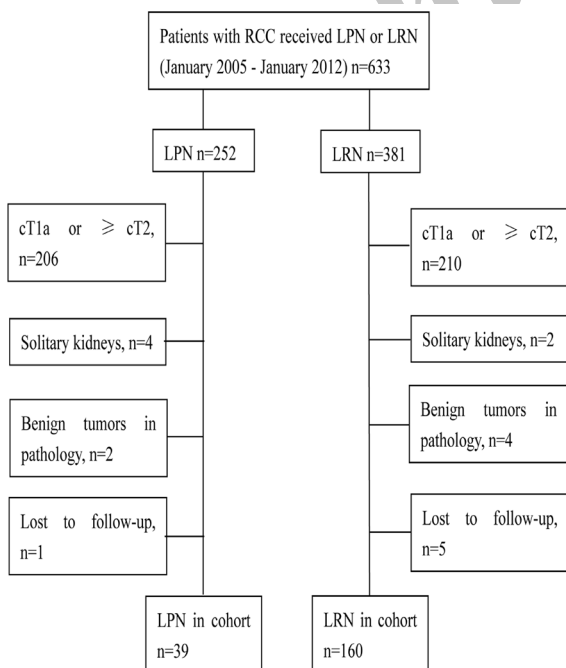 Patients with RCC received LPN or LRN
(January 2005 - January 2012) n=633
LPN n=252
LRN n=381
cT1a or ≥ cT2,
n=206
cT1a or ≥ cT2,
n=210
Solitary kidneys, n=4
Solitary kidneys, n=2
Benign tumors in
pathology, n=2
Benign tumors in
pathology, n=4
Lost to follow-up,
n=1
Lost to follow-up,
n=5
LPN in cohort
n=39
LRN in cohort
n=160